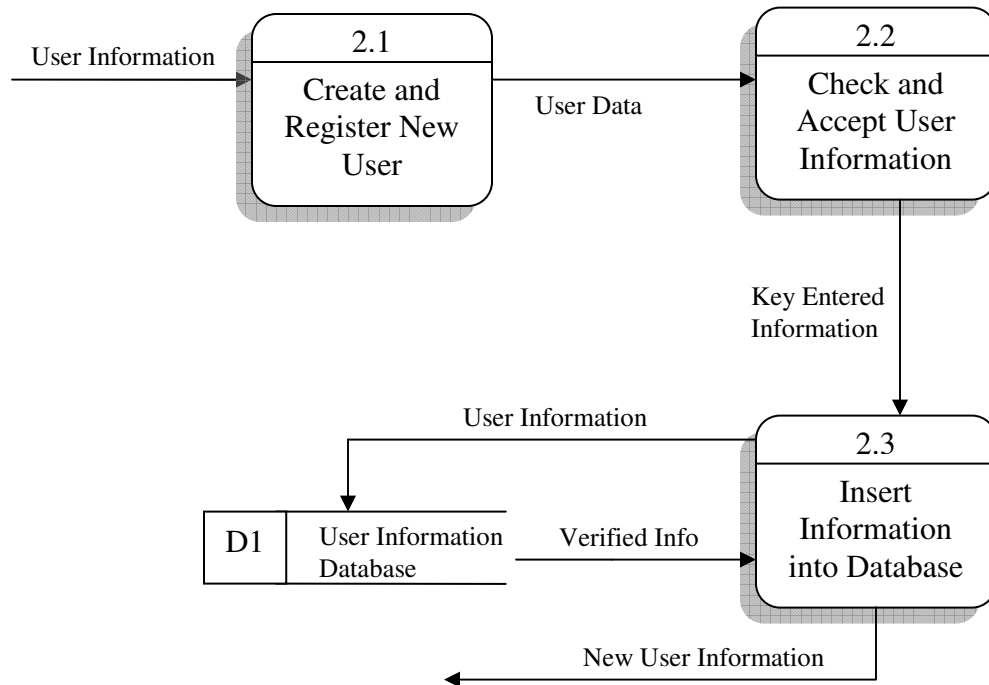 User Information
2.1
Create and
Register New
User
User Data
2.2
Check and
Accept User
Information
Key Entered
Information
User Information
2.3
Insert
Information
into Database
D1
User Information
Database
Verified Info
New User Information